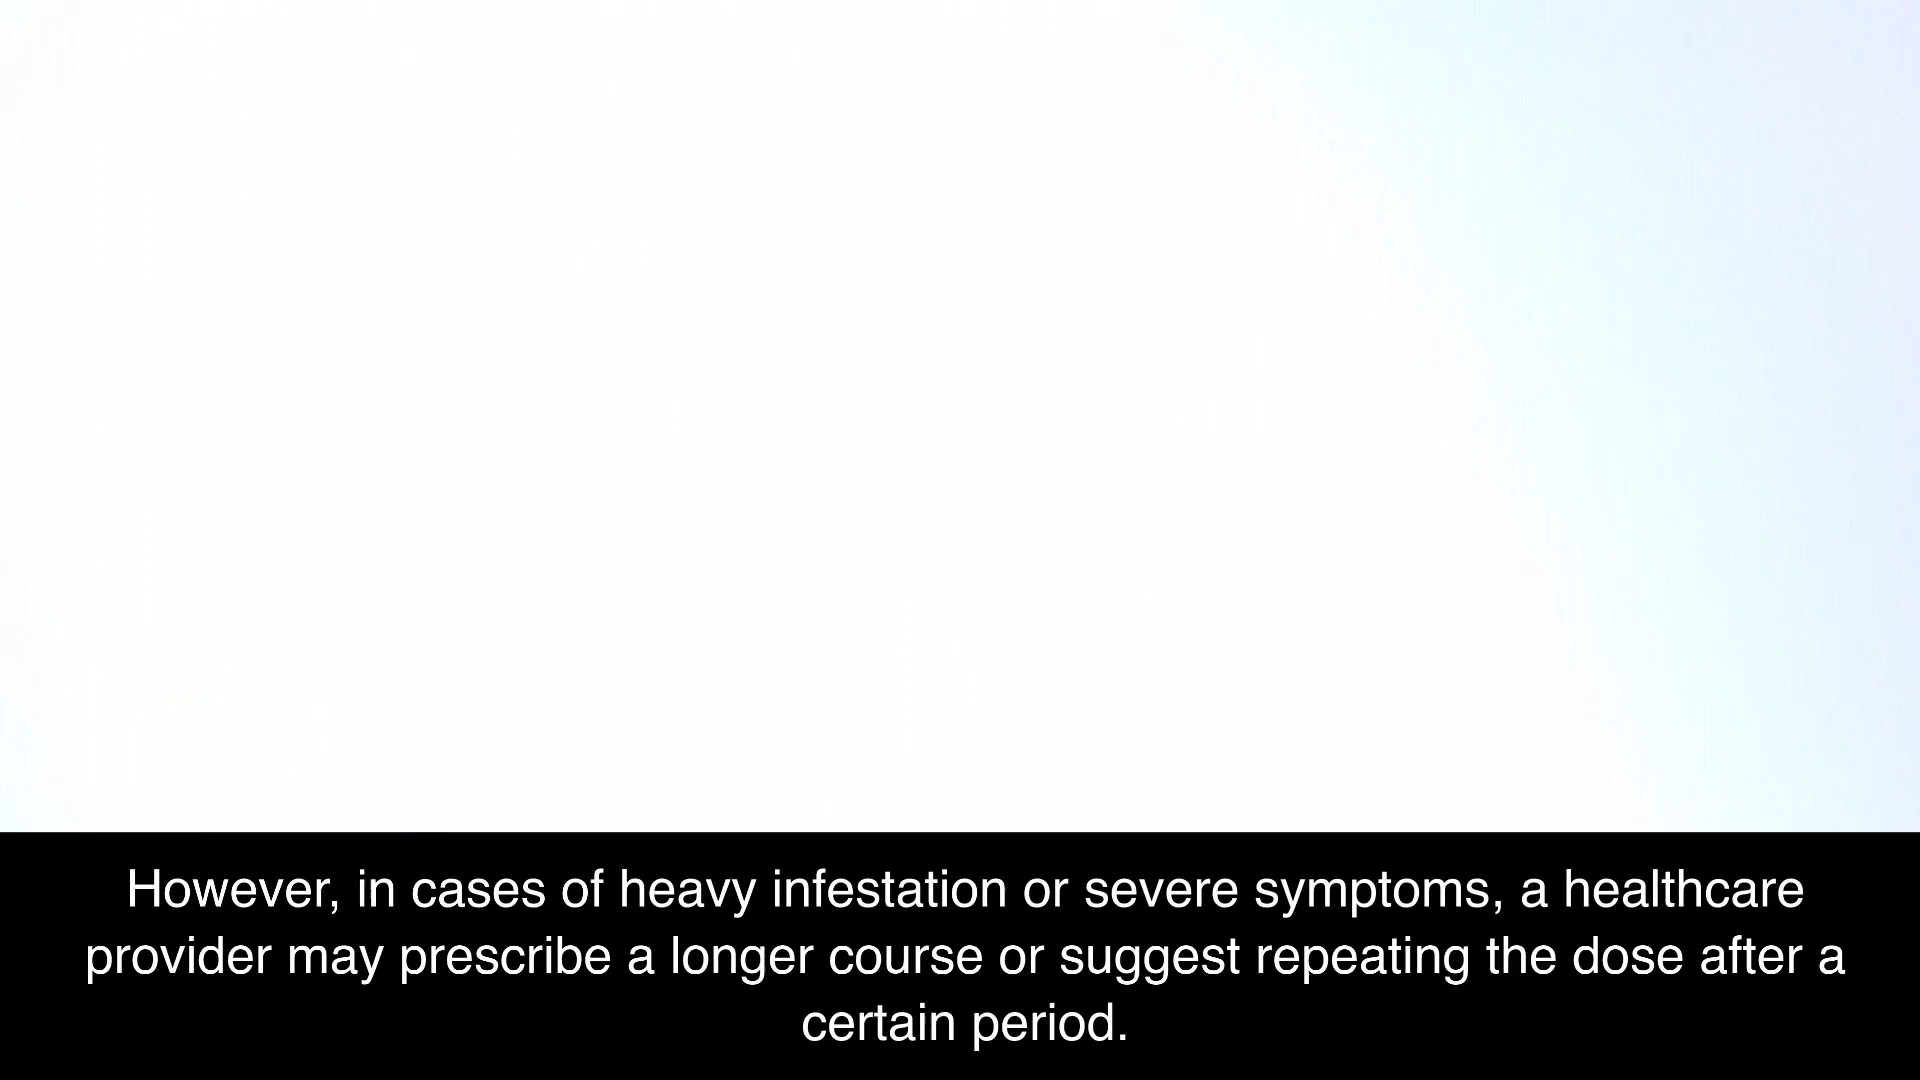 However, in cases of heavy infestation or severe symptoms, a healthcare
provider may prescribe a longer course or suggest repeating the dose after a
certain period.